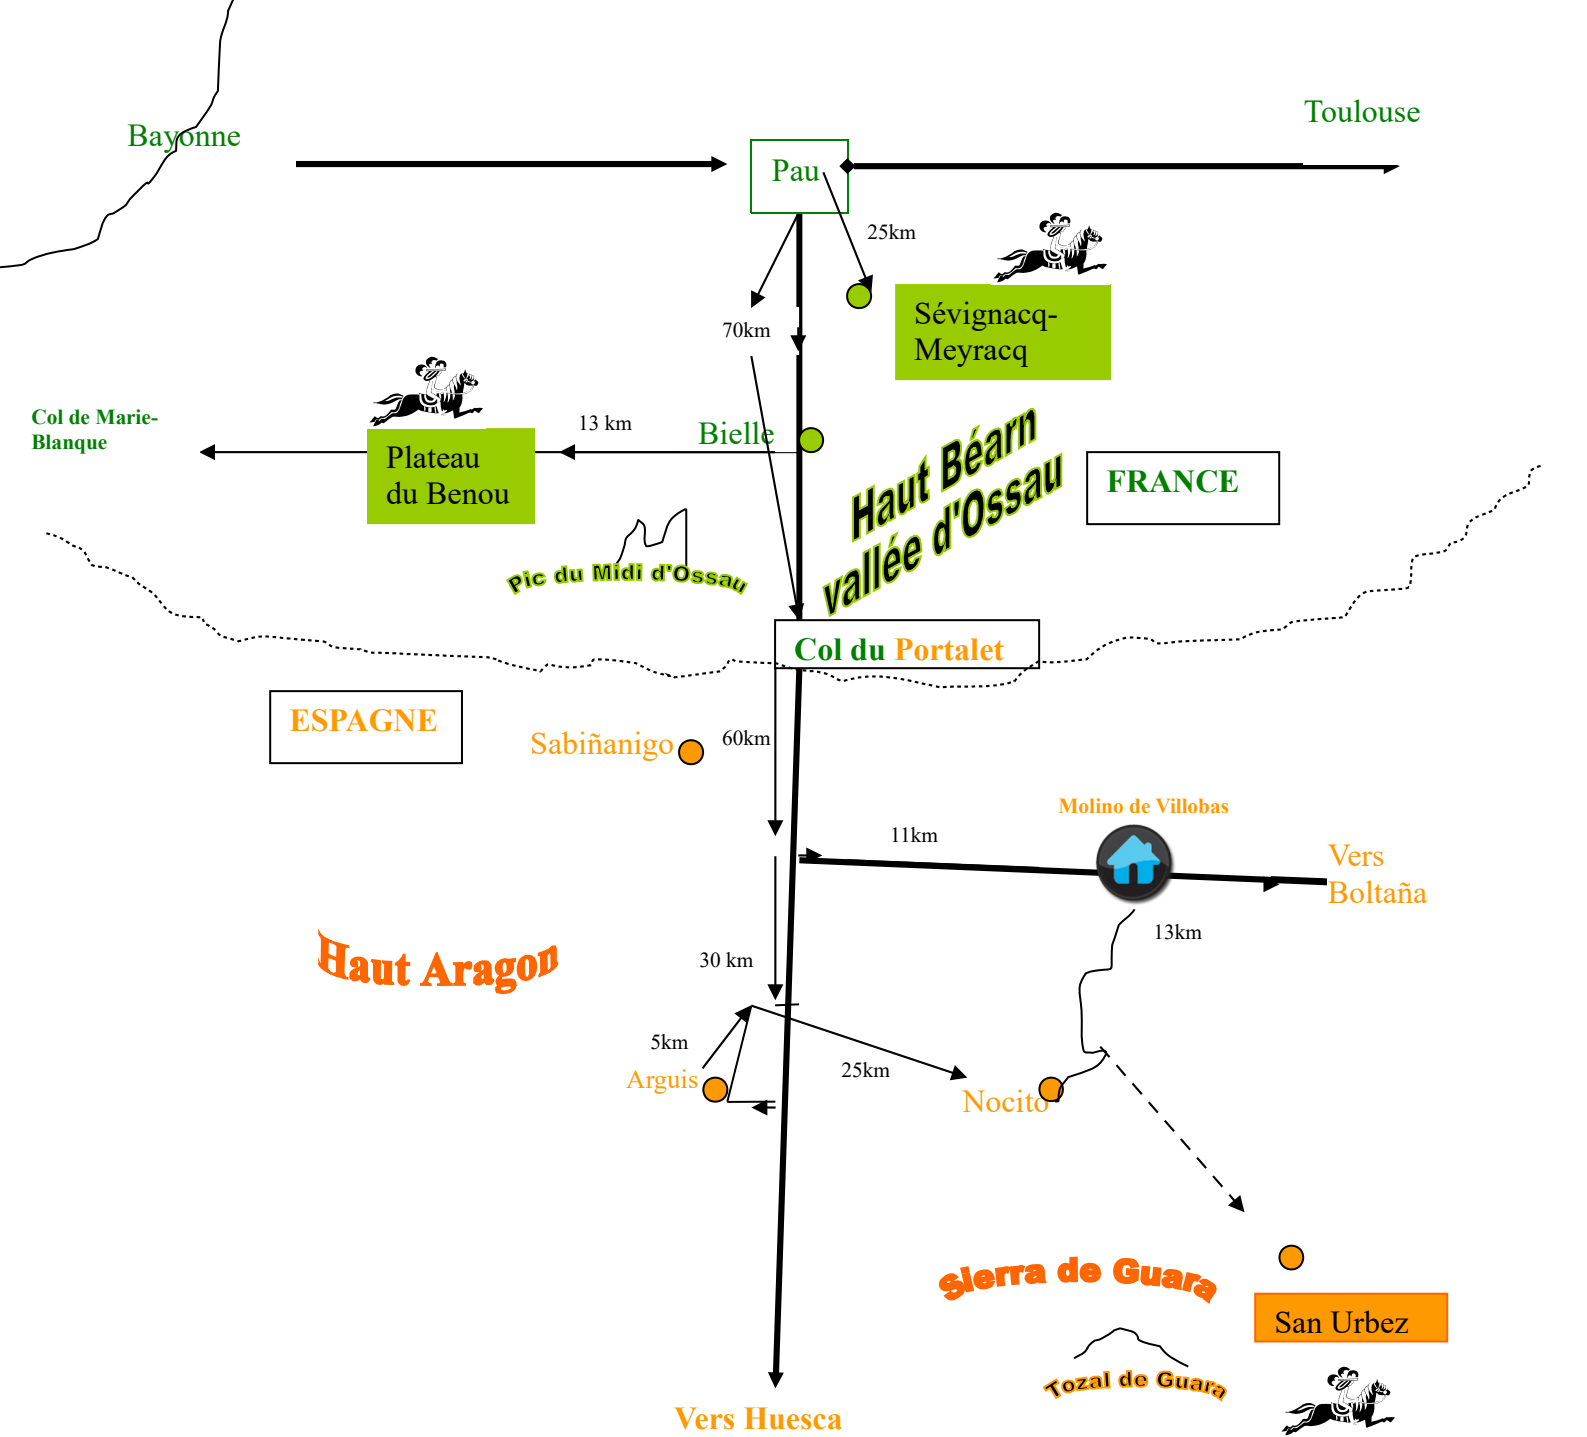 Toulouse
Bayonne
Pau
25km
Sévignacq-
Meyracq
70km
Col de Marie-
Blanque
13 km
Bielle
Plateau
du Benou
Haut Béarn
vallée d'Ossau
FRANCE
Pic du Midi d'Ossau
Col du Portalet
ESPAGNE
Sabiñanigo
60km
Molino de Villobas
11km
Vers
Boltaña
13km
Haut Aragon
30 km
5km
Arguis
25km
Nocito
Sierra de Guara
San Urbez
Tozal de Guara
Vers Huesca